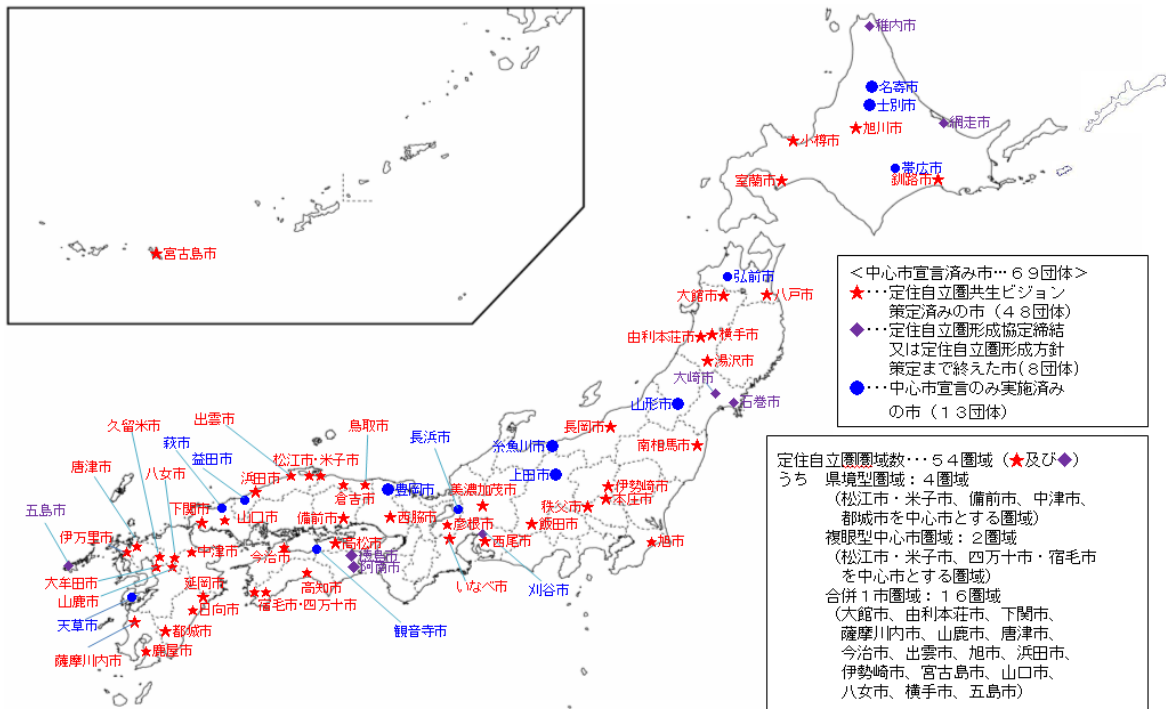 稚内市
名寄市
士別市
網走市
旭川市
小樽市
帯広市
室蘭市
釧路市
宮古島市
弘前市
大館市
八戸市
由利本荘市
横手市
湯沢市
大崎市
石巻市
山形市
長岡市
南相馬市
糸魚川市
上田市
伊勢崎市
本庄市
秩父市
飯田市
旭市
美濃加茂市
長浜市
彦根市
西尾市
いなべ市
刈谷市
豊岡市
西脇市
鳥取市
倉吉市
備前市
松江市・米子市
出雲市
浜田市
益田市
萩市
山口市
下関市
久留米市
八女市
唐津市
五島市
伊万里市
大牟田市
山鹿市
中津市
延岡市
日向市
都城市
天草市
薩摩川内市
鹿屋市
今治市
高松市
徳島市
阿南市
高知市
宿毛市・四万十市
観音寺市
＜中心市宣言済み市…６９団体＞
★･･･定住自立圏共生ビジョン
策定済みの市（４８団体）
◆･･･定住自立圏形成協定締結
又は定住自立圏形成方針
策定まで終えた市(８団体)
●･･･中心市宣言のみ実施済み
の市（１３団体）
定住自立圏圏域数･･･５４圏域（★及び◆）
うち　県境型圏域：４圏域
（松江市・米子市、備前市、中津市、
都城市を中心市とする圏域）
複眼型中心市圏域：２圏域
（松江市・米子市、四万十市・宿毛市
を中心市とする圏域）
合併１市圏域：１６圏域
（大館市、由利本荘市、下関市、
薩摩川内市、山鹿市、唐津市、
今治市、出雲市、旭市、浜田市、
伊勢崎市、宮古島市、山口市、
八女市、横手市、五島市）